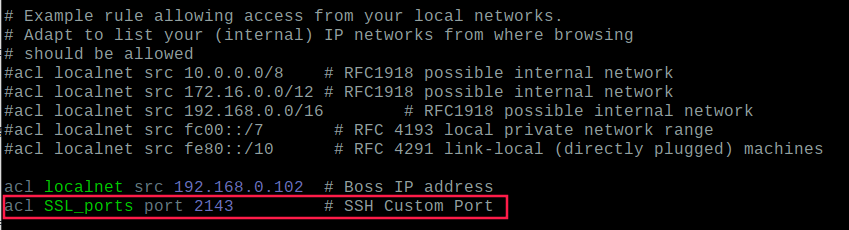 # Example rule allowing access from your local networks.
# Adapt to list your (internal) IP networks from where browsing
# should be allowed
#acl localnet src 10.0.0.0/8    # RFC1918 possible internal network
#acl localnet src 172.16.0.0/12 # RFC1918 possible internal network
#acl localnet src 192.168.0.0/16        # RFC1918 possible internal network
#acl localnet src fc00::/7       # RFC 4193 local private network range
#acl localnet src fe80::/10      # RFC 4291 link-local (directly plugged) machines
acl localnet src 192.168.0.102  # Boss IP address
acl SSL_ports port 2143         # SSH Custom Port